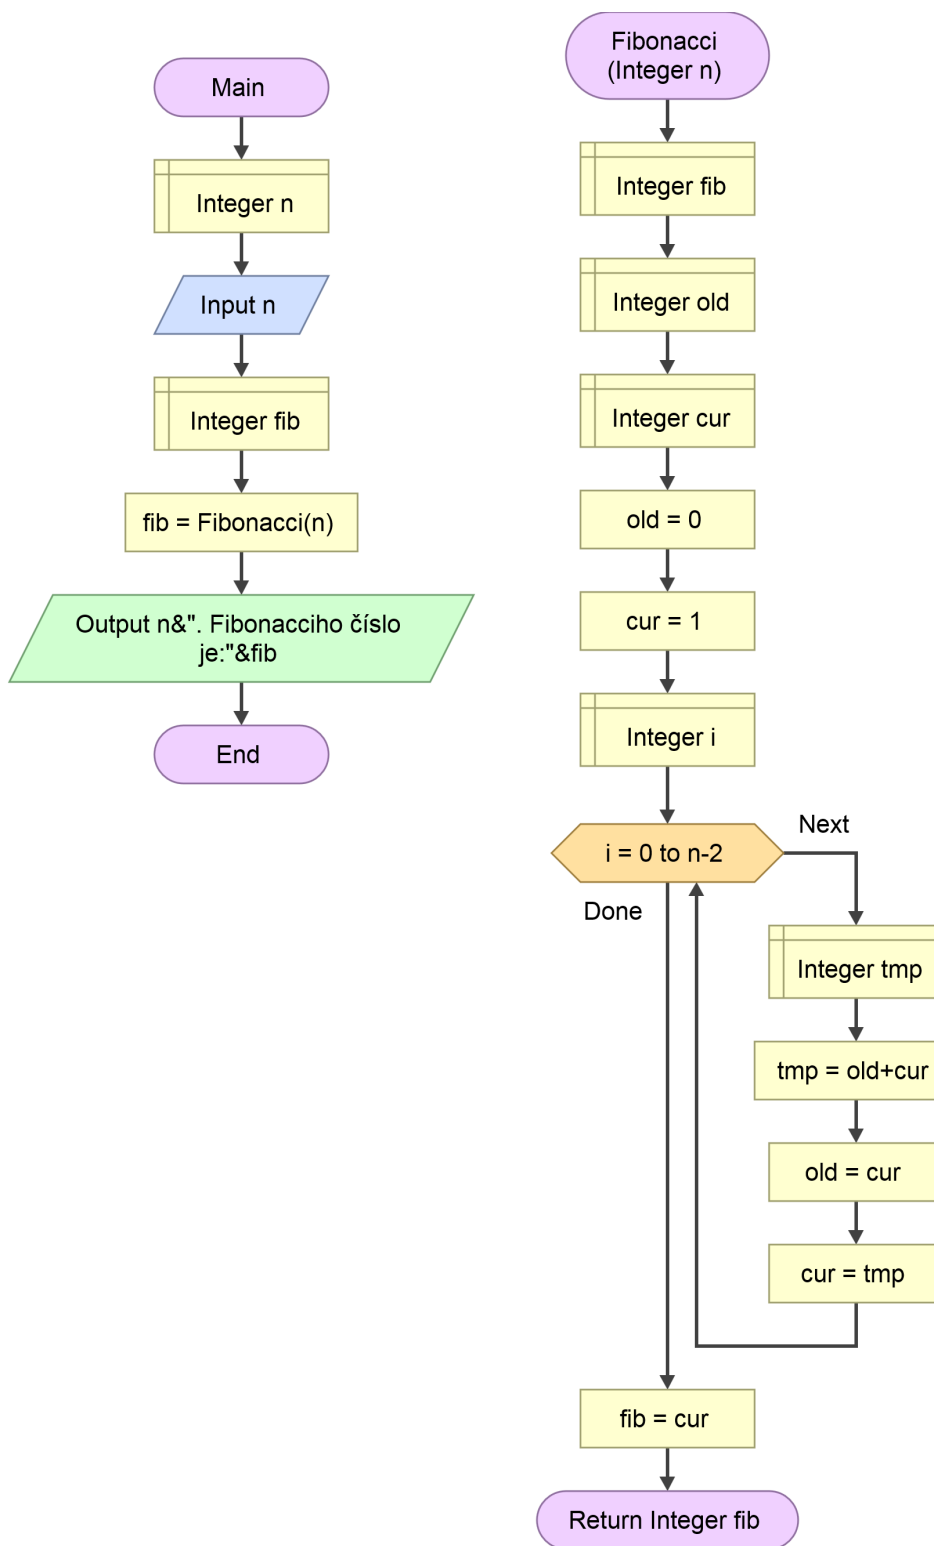 Main
Integer n
Input n
Integer fib
fib = Fibonacci(n)
Output n&". Fibonacciho číslo
je:"&fib
End
Fibonacci
(Integer n)
Integer fib
Integer old
Integer cur
old = 0
cur = 1
Integer i
i = 0 to n-2
Next
Done
Integer tmp
tmp = old+cur
old = cur
cur = tmp
fib = cur
Return Integer fib